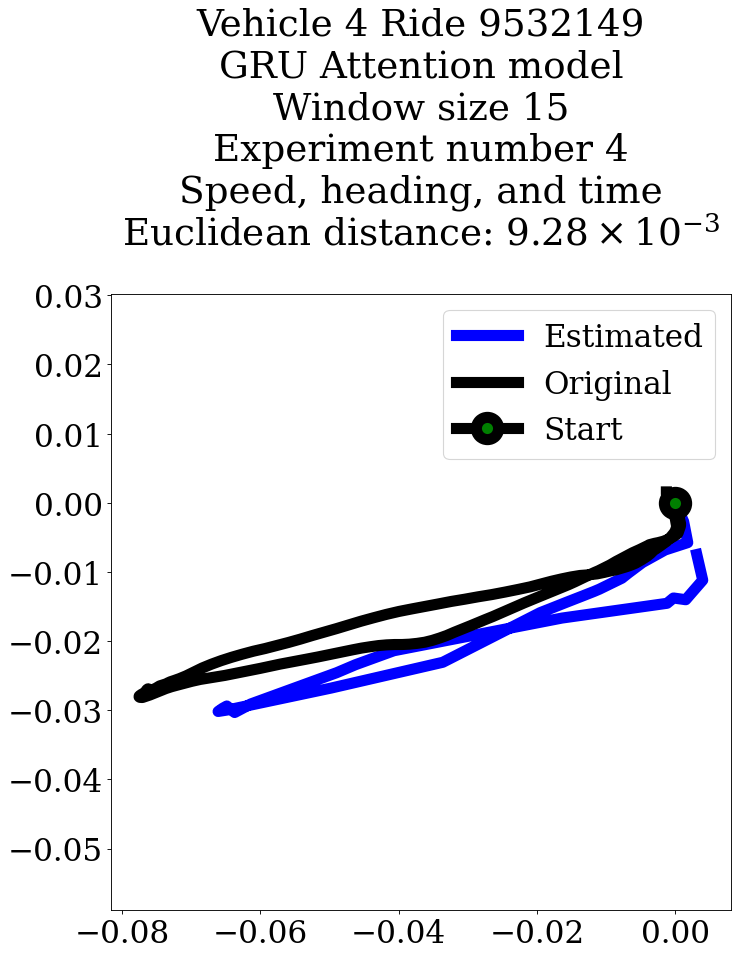 Vehicle 4 Ride 9532149
GRU Attention model
Window size 15
Experiment number 4
Speed, heading, and time
Euclidean distance: 9.28 × 10⁻³
0.03
0.02
0.01
0.00
−0.01
−0.02
−0.03
−0.04
−0.05
Estimated
Original
Start
−0.08 −0.06 −0.04 −0.02 0.00